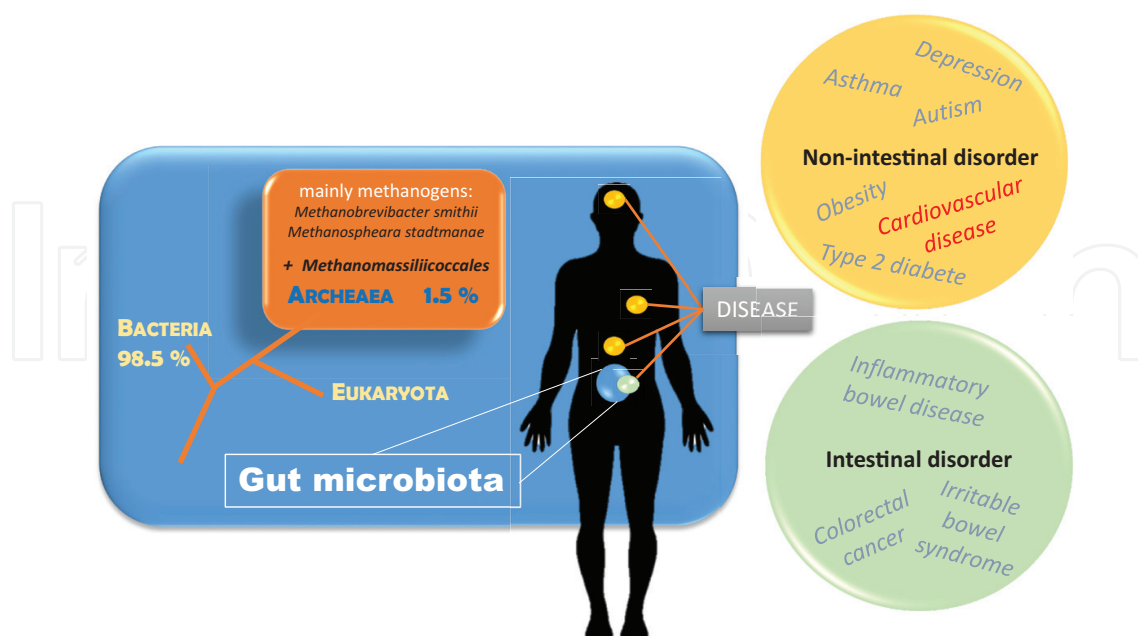 mainly methanogens:
Methanobrevibacter smithii
Methanospheara stadtmanae
+ Methanomassiliicoccales
ARCHEAEA 1.5 %
BACTERIA
98.5 %
EUKARYOTA
Gut microbiota
DISEASE
Depression
Asthma
Autism
Non-intestinal disorder
Obesity
Cardiovascular
disease
Type 2 diabete
Inflammatory
bowel disease
Intestinal disorder
Colorectal
cancer
Irritable
bowel
syndrome